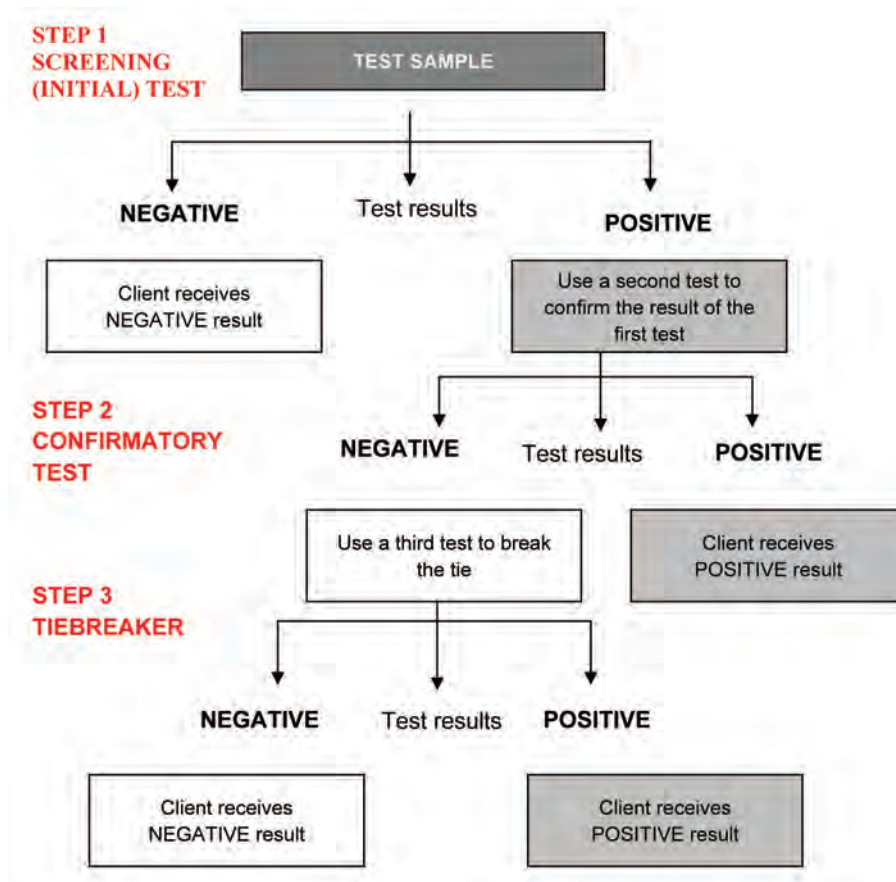 STEP 1
SCREENING
(INITIAL) TEST
TEST SAMPLE
NEGATIVE
Test results
POSITIVE
Client receives
NEGATIVE result
Use a second test to
confirm the result of the
first test
STEP 2
CONFIRMATORY
TEST
NEGATIVE
Test results
POSITIVE
Use a third test to break
the tie
Client receives
POSITIVE result
STEP 3
TIEBREAKER
NEGATIVE
Test results
POSITIVE
Client receives
NEGATIVE result
Client receives
POSITIVE result